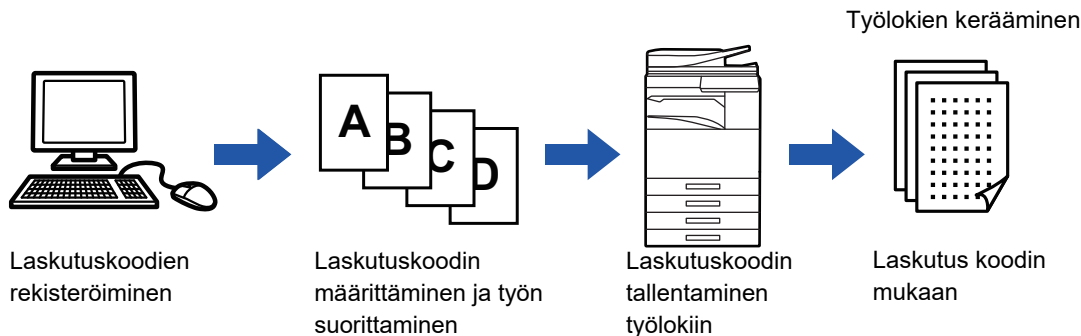 Työlokien kerääminen
A
B
C
D
Laskutuskoodien
rekisteröiminen
Laskutuskoodin
määrittäminen ja työn
suorittaminen
Laskutuskoodin
tallentaminen
työlokiin
Laskutus koodin
mukaan